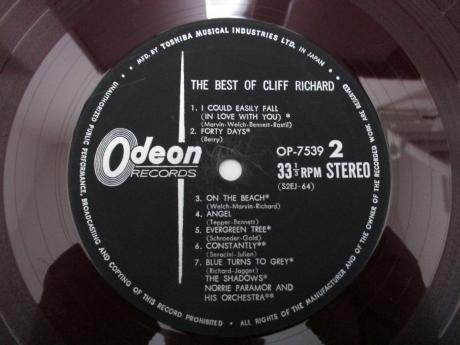 MFD. BY TOSHIBA MUSICAL INDUSTRIES LTD. IN JAPAN
THE BEST OF CLIFF RICHARD
1. I COULD EASILY FALL
(IN LOVE WITH YOU) *
(Marvin-Welch-Bennett-Rostil)
2. FORTY DAYS*
(Berry)
Odeon
RECORDS
OP-7539 2
33⅓ RPM STEREO
(S2EJ-64)
3. ON THE BEACH*
(Welch-Marvin-Richard)
4. ANGEL
(Tepper-Bennett)
5. EVERGREEN TREE*
(Schroeder-Gold)
6. CONSTANTLY**
(Seracini-Julien)
7. BLUE TURNS TO GREY*
(Richard-Jagger)
THE SHADOWS*
NORRIE PARAMOR AND
HIS ORCHESTRA**
UNAUTHORIZED PUBLIC PERFORMANCE, BROADCASTING AND COPYING OF THIS RECORD PROHIBITED • ALL RIGHTS OF THE MANUFACTURER AND OF THE OWNER OF THE RECORDED WORK ARE RESERVED